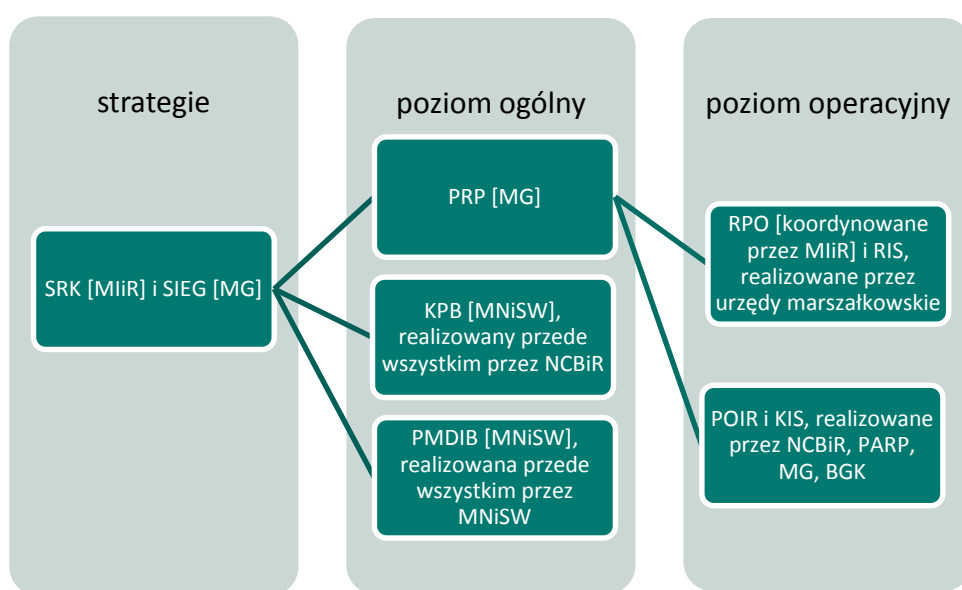 strategie
SRK [MIiR] i SIEG [MG]
poziom ogólny
PRP [MG]
KPB [MNiSW],
realizowany przede
wszystkim przez NCBiR
PMDIB [MNiSW],
realizowana przede
wszystkim przez
MNiSW
poziom operacyjny
RPO [koordynowane
przez MIiR] i RIS,
realizowane przez
urzędy marszałkowskie
POIR i KIS, realizowane
przez NCBiR, PARP,
MG, BGK